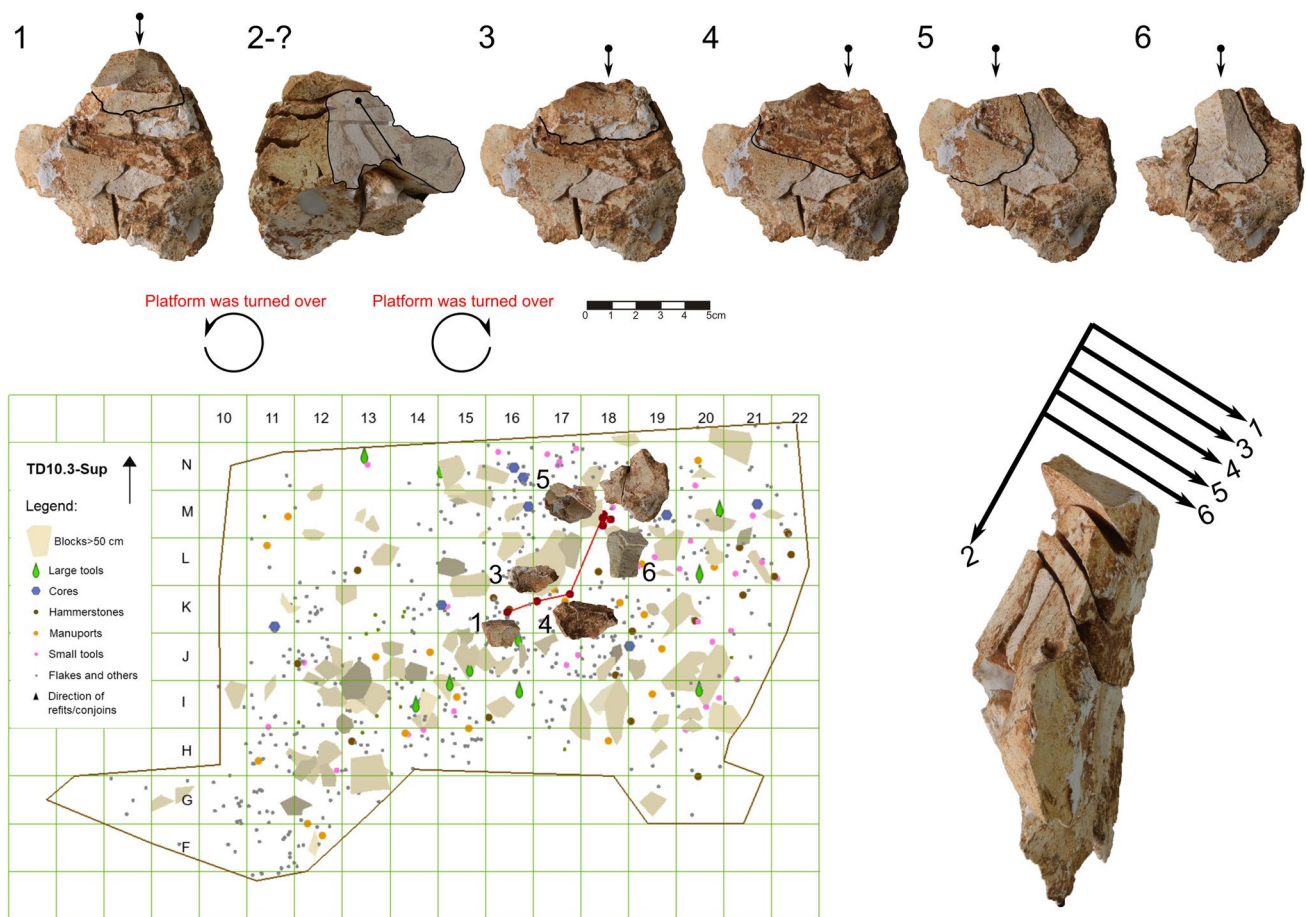 1
2-?
3
4
5
6
Platform was turned over
Platform was turned over
0 1 2 3 4 5cm
10 11 12 13 14 15 16 17 18 19 20 21 22
TD10.3-Sup
Legend:
Blocks>50 cm
Large tools
Cores
Hammerstones
Manuports
Small tools
Flakes and others
Direction of
refits/conjoins
N
M
L
K
J
I
H
G
F
5
3
6
1
4
1
3
4
5
6
2